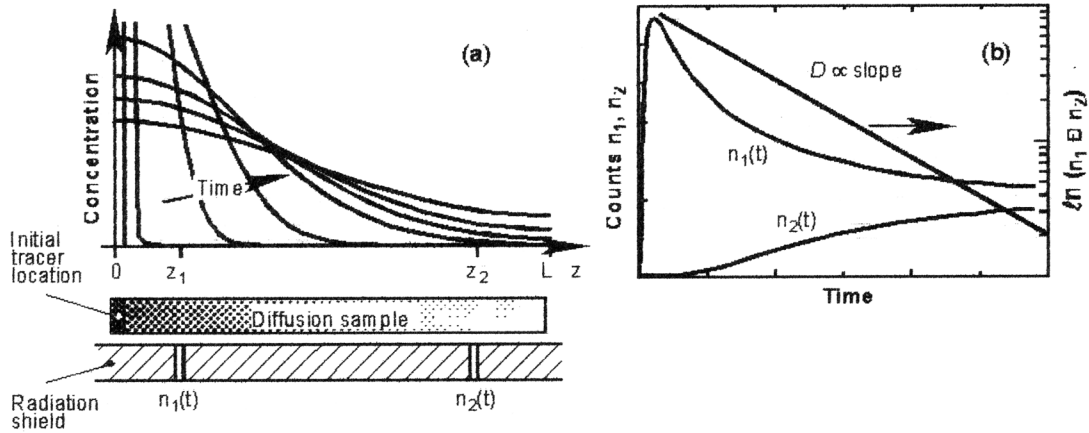 (a)
Concentration
Time
Initial
tracer
location
0
z₁
z₂
L
z
Diffusion sample
Radiation
shield
n₁(t)
n₂(t)
(b)
Counts n₁, n₂
D ∝ slope
n₁(t)
n₂(t)
ℓn (n₁ ⊟ n₂)
Time